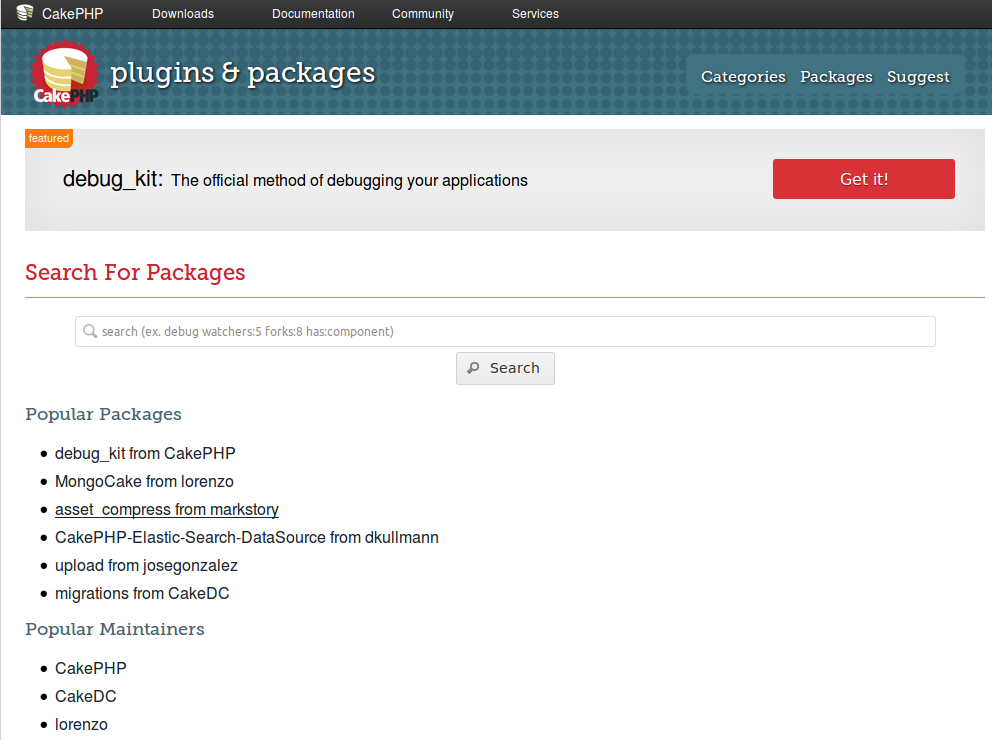 CakePHP Downloads Documentation Community Services
CakePHP plugins & packages Categories Packages Suggest
featured
debug_kit: The official method of debugging your applications Get it!
Search For Packages
search (ex. debug watchers:5 forks:8 has:component)
Search
Popular Packages
• debug_kit from CakePHP
• MongoCake from lorenzo
• asset_compress from markstory
• CakePHP-Elastic-Search-DataSource from dkullmann
• upload from josegonzalez
• migrations from CakeDC
Popular Maintainers
• CakePHP
• CakeDC
• lorenzo